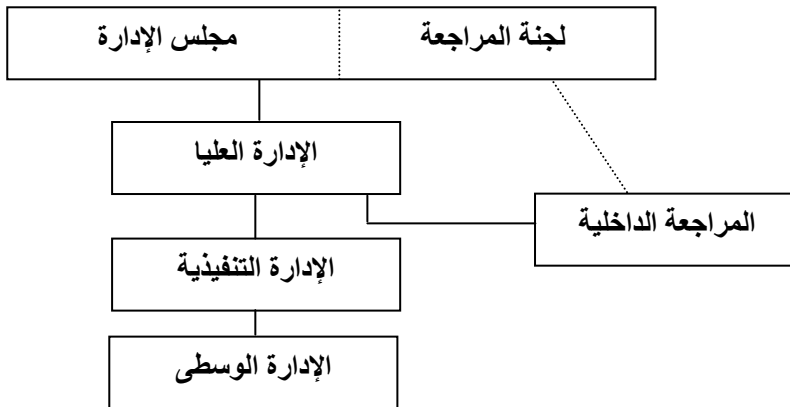 لجنة المراجعة
مجلس الإدارة
الإدارة العليا
المراجعة الداخلية
الإدارة التنفيذية
الإدارة الوسطى